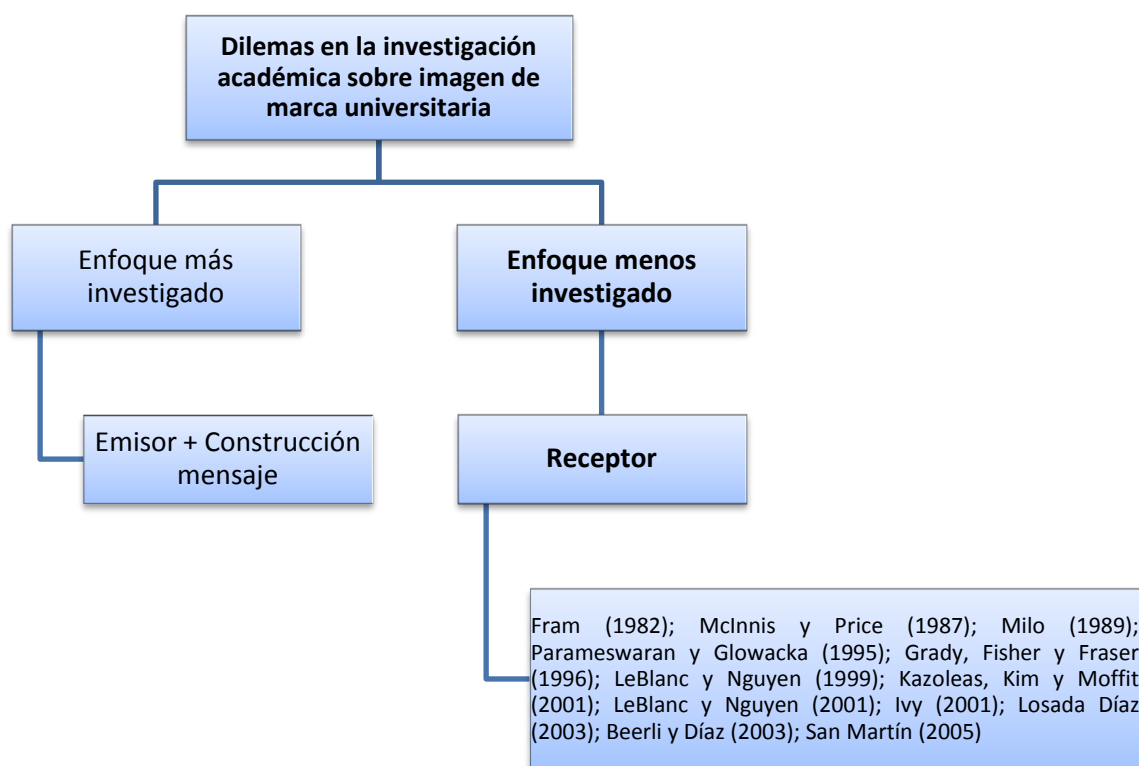 Dilemas en la investigación
académica sobre imagen de
marca universitaria
Enfoque más
investigado
Enfoque menos
investigado
Emisor + Construcción
mensaje
Receptor
Fram (1982); McInnis y Price (1987); Milo (1989);
Parameswaran y Glowacka (1995); Grady, Fisher y Fraser
(1996); LeBlanc y Nguyen (1999); Kazoleas, Kim y Moffit
(2001); LeBlanc y Nguyen (2001); Ivy (2001); Losada Díaz
(2003); Beerli y Díaz (2003); San Martín (2005)